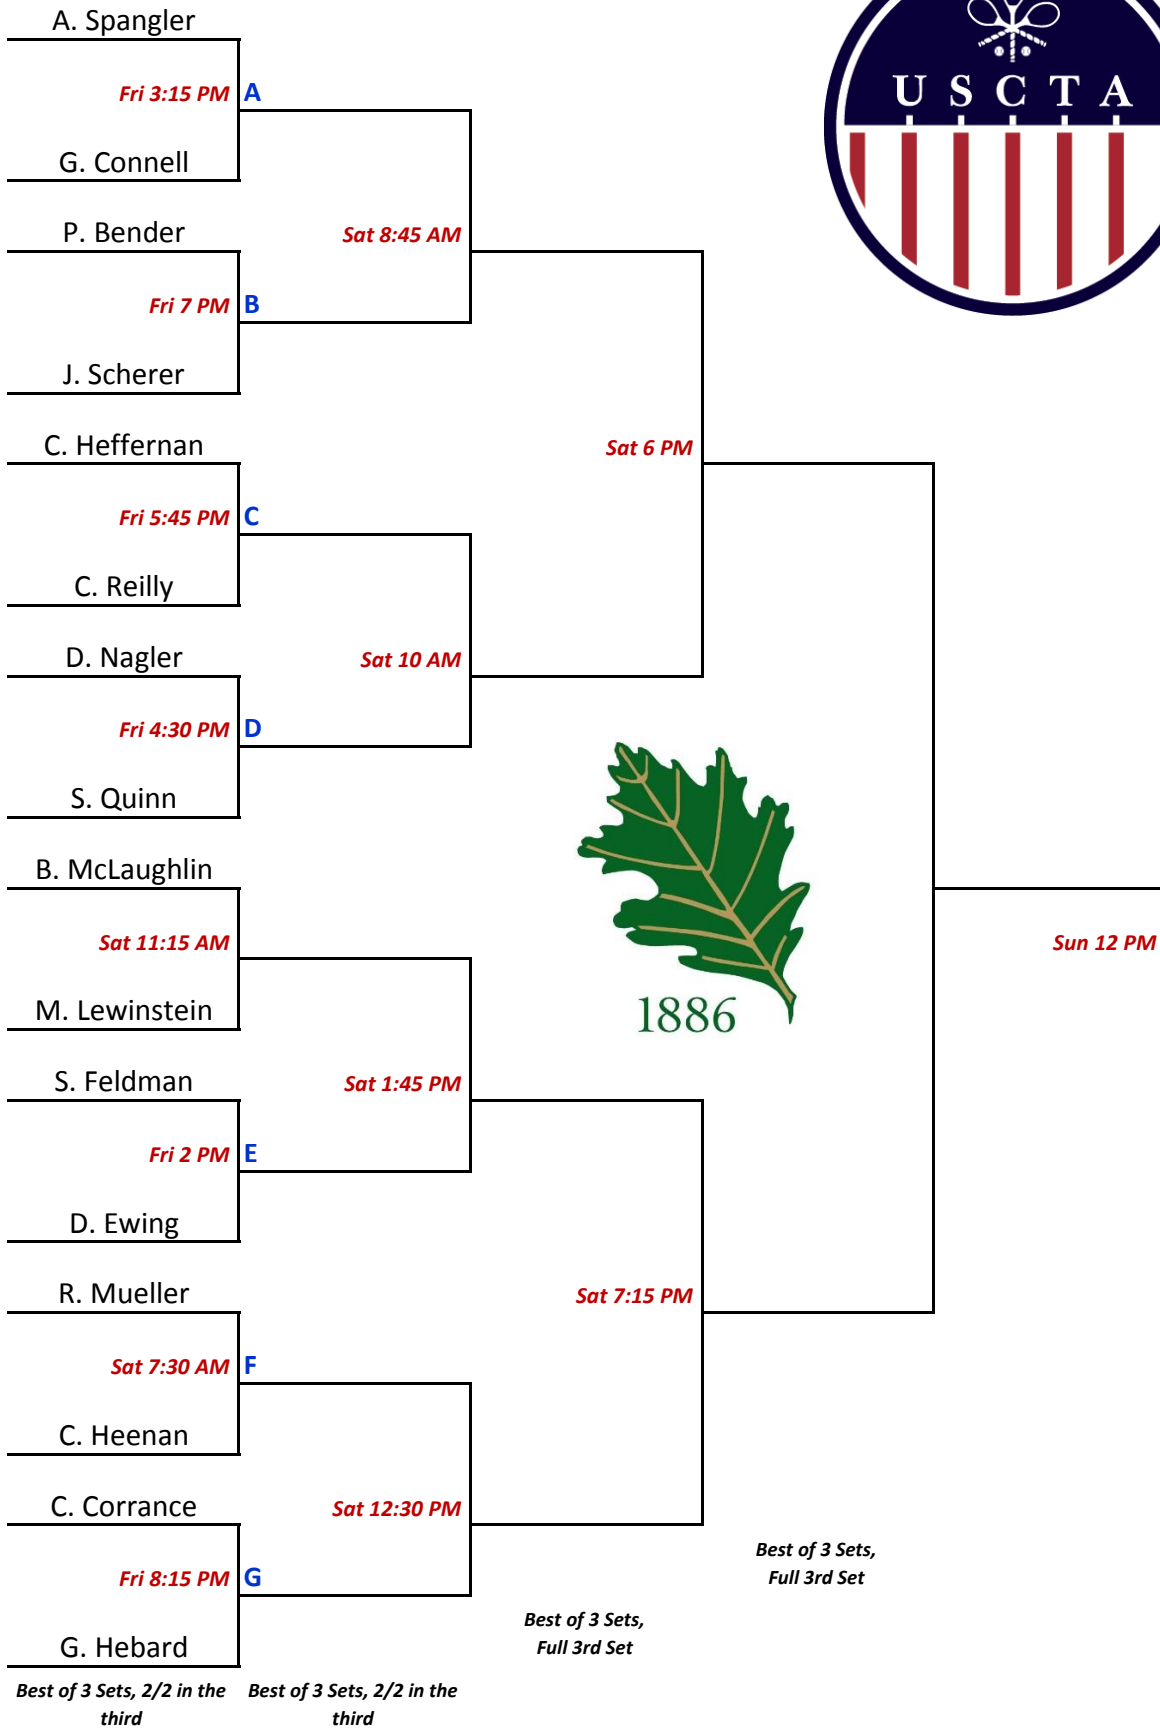 A. Spangler
USCTA
Fri 3:15 PM A
G. Connell
P. Bender
Sat 8:45 AM
Fri 7 PM B
J. Scherer
C. Heffernan
Sat 6 PM
Fri 5:45 PM C
C. Reilly
D. Nagler
Sat 10 AM
Fri 4:30 PM D
S. Quinn
B. McLaughlin
Sat 11:15 AM
Sun 12 PM
M. Lewinstein
1886
S. Feldman
Sat 1:45 PM
Fri 2 PM E
D. Ewing
R. Mueller
Sat 7:15 PM
Sat 7:30 AM F
C. Heenan
C. Corrance
Sat 12:30 PM
Best of 3 Sets,
Full 3rd Set
Fri 8:15 PM G
Best of 3 Sets,
Full 3rd Set
G. Hebard
Best of 3 Sets, 2/2 in the
third
Best of 3 Sets, 2/2 in the
third